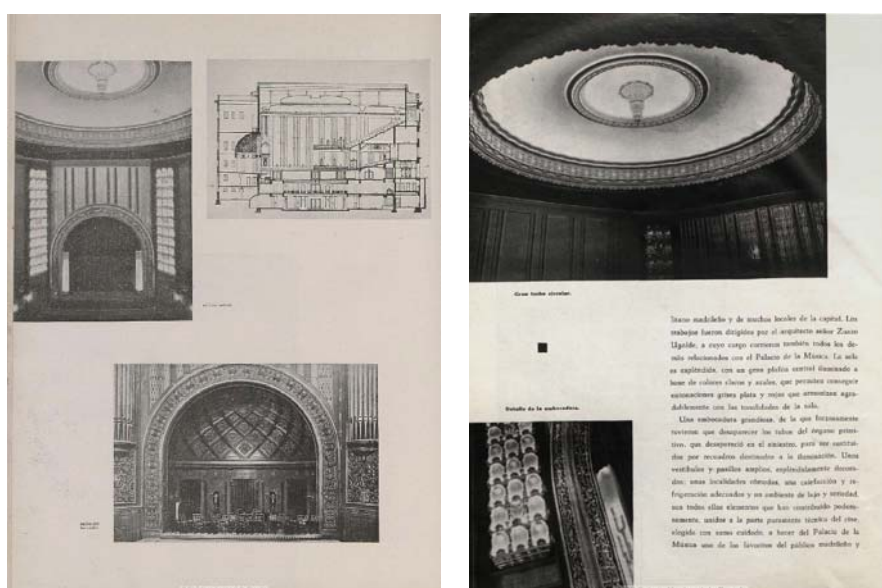 Gran techo circular.
litano madrileño y de muchos locales de la capital. Los
trabajos fueron dirigidos por el arquitecto señor Zuazo
Ugalde, a cuyo cargo corrieron también todos los de-
más relacionados con el Palacio de la Música. La sala
es espléndida, con un gran plafón central iluminado a
base de colores claros y azules, que permiten conseguir
entonaciones grises plata y rojas que armonizan agra-
dablemente con las tonalidades de la sala.
Una embocadura grandiosa, de la que forzosamente
tuvieron que desaparecer los tubos del órgano primi-
tivo, que desapareció en el siniestro, para ser sustituí-
dos por recuadros destinados a la iluminación. Unos
vestíbulos y pasillos amplios, espléndidamente decora-
dos; unas localidades cómodas, una calefacción y re-
frigeración adecuados y un ambiente de lujo y seriedad,
son todos ellos elementos que han contribuído podero-
samente, unidos a la parte puramente técnica del cine,
elegido con sumo cuidado, a hacer del Palacio de la
Música uno de los favoritos del público madrileño y
Detalle de la embocadura.